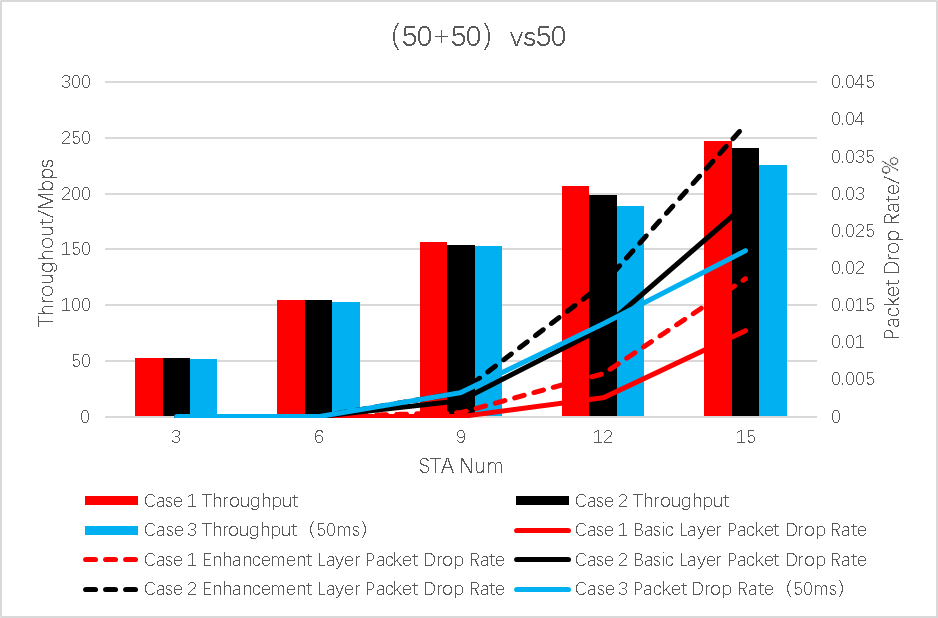 （50+50）vs50
300
250
200
150
100
50
0
0.045
0.04
0.035
0.03
0.025
0.02
0.015
0.01
0.005
0
Throughout/Mbps
Packet Drop Rate/%
3 6 9 12 15
STA Num
Case 1 Throughput
Case 2 Throughput
Case 3 Throughput（50ms）
Case 1 Basic Layer Packet Drop Rate
Case 1 Enhancement Layer Packet Drop Rate
Case 2 Basic Layer Packet Drop Rate
Case 2 Enhancement Layer Packet Drop Rate
Case 3 Packet Drop Rate（50ms）